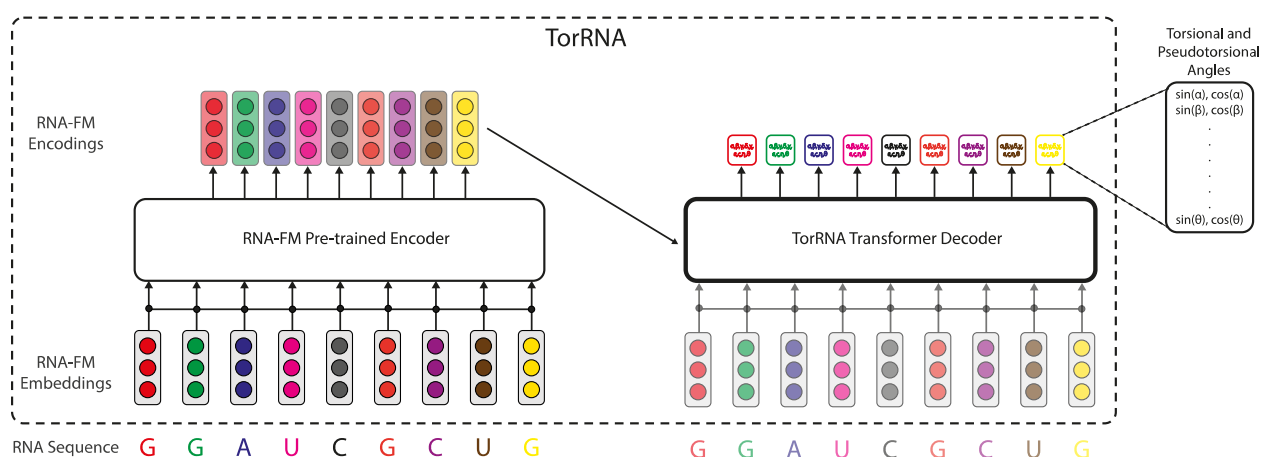 TorRNA
Torsional and
Pseudotorsional
Angles
sin(α), cos(α)
sin(β), cos(β)
.
.
.
.
.
.
sin(θ), cos(θ)
RNA-FM
Encodings
RNA-FM Pre-trained Encoder
TorRNA Transformer Decoder
RNA-FM
Embeddings
RNA Sequence G G A U C G C U G G G A U C G C U G